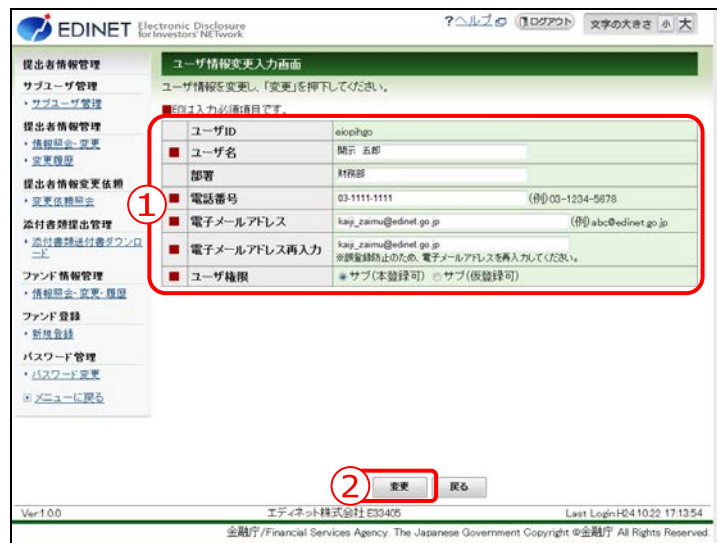 EDINET Electronic Disclosure for Investors' NETwork
?ヘルプ ログアウト 文字の大きさ 小 大
提出者情報管理
サブユーザ管理
・サブユーザ管理
提出者情報管理
・情報照会・変更
・変更履歴
提出者情報変更依頼
・変更依頼照会
添付書類提出管理
・添付書類送付書ダウンロード
ファンド情報管理
・情報照会・変更・履歴
ファンド登録
・新規登録
パスワード管理
・パスワード変更
メニューに戻る
ユーザ情報変更入力画面
ユーザ情報を変更し、「変更」を押下してください。
■印は入力必須項目です。
①
ユーザID eiopihgo
■ ユーザ名 開示 五郎
部署 財務部
■ 電話番号 03-1111-1111 (例)03-1234-5678
■ 電子メールアドレス kaiji_zaimu@edinet.go.jp (例)abc@edinet.go.jp
■ 電子メールアドレス再入力 kaiji_zaimu@edinet.go.jp
※誤登録防止のため、電子メールアドレスを再入力してください。
■ ユーザ権限 サブ(本登録可) サブ(仮登録可)
② 変更 戻る
Ver:1.0.0 エディネット株式会社 E33405 Last Login:H24.10.22 17:13:54
金融庁/Financial Services Agency. The Japanese Government Copyright ©金融庁 All Rights Reserved.